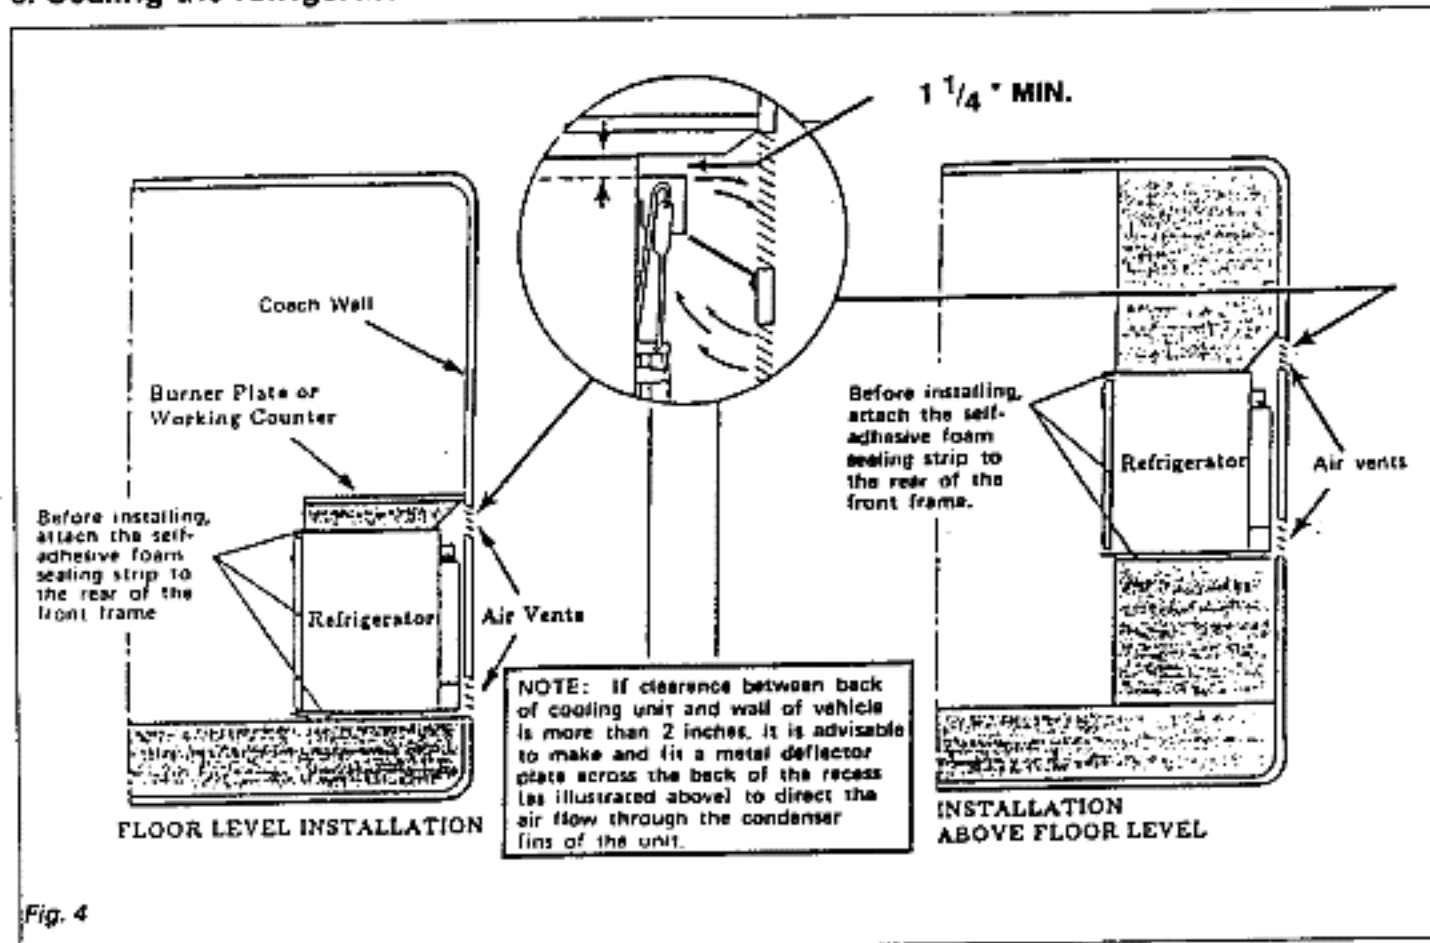 1 1/4 " MIN.
Coach Wall
Burner Plate or
Working Counter
Before installing,
attach the self-
adhesive foam
sealing strip to
the rear of the
front frame
Refrigerator
Air Vents
FLOOR LEVEL INSTALLATION
NOTE: If clearance between back
of cooling unit and wall of vehicle
is more than 2 inches, it is advisable
to make and fit a metal deflector
plate across the back of the recess
(as illustrated above) to direct the
air flow through the condenser
fins of the unit.
Before installing,
attach the self-
adhesive foam
sealing strip to
the rear of the
front frame.
Refrigerator
Air vents
INSTALLATION
ABOVE FLOOR LEVEL
Fig. 4